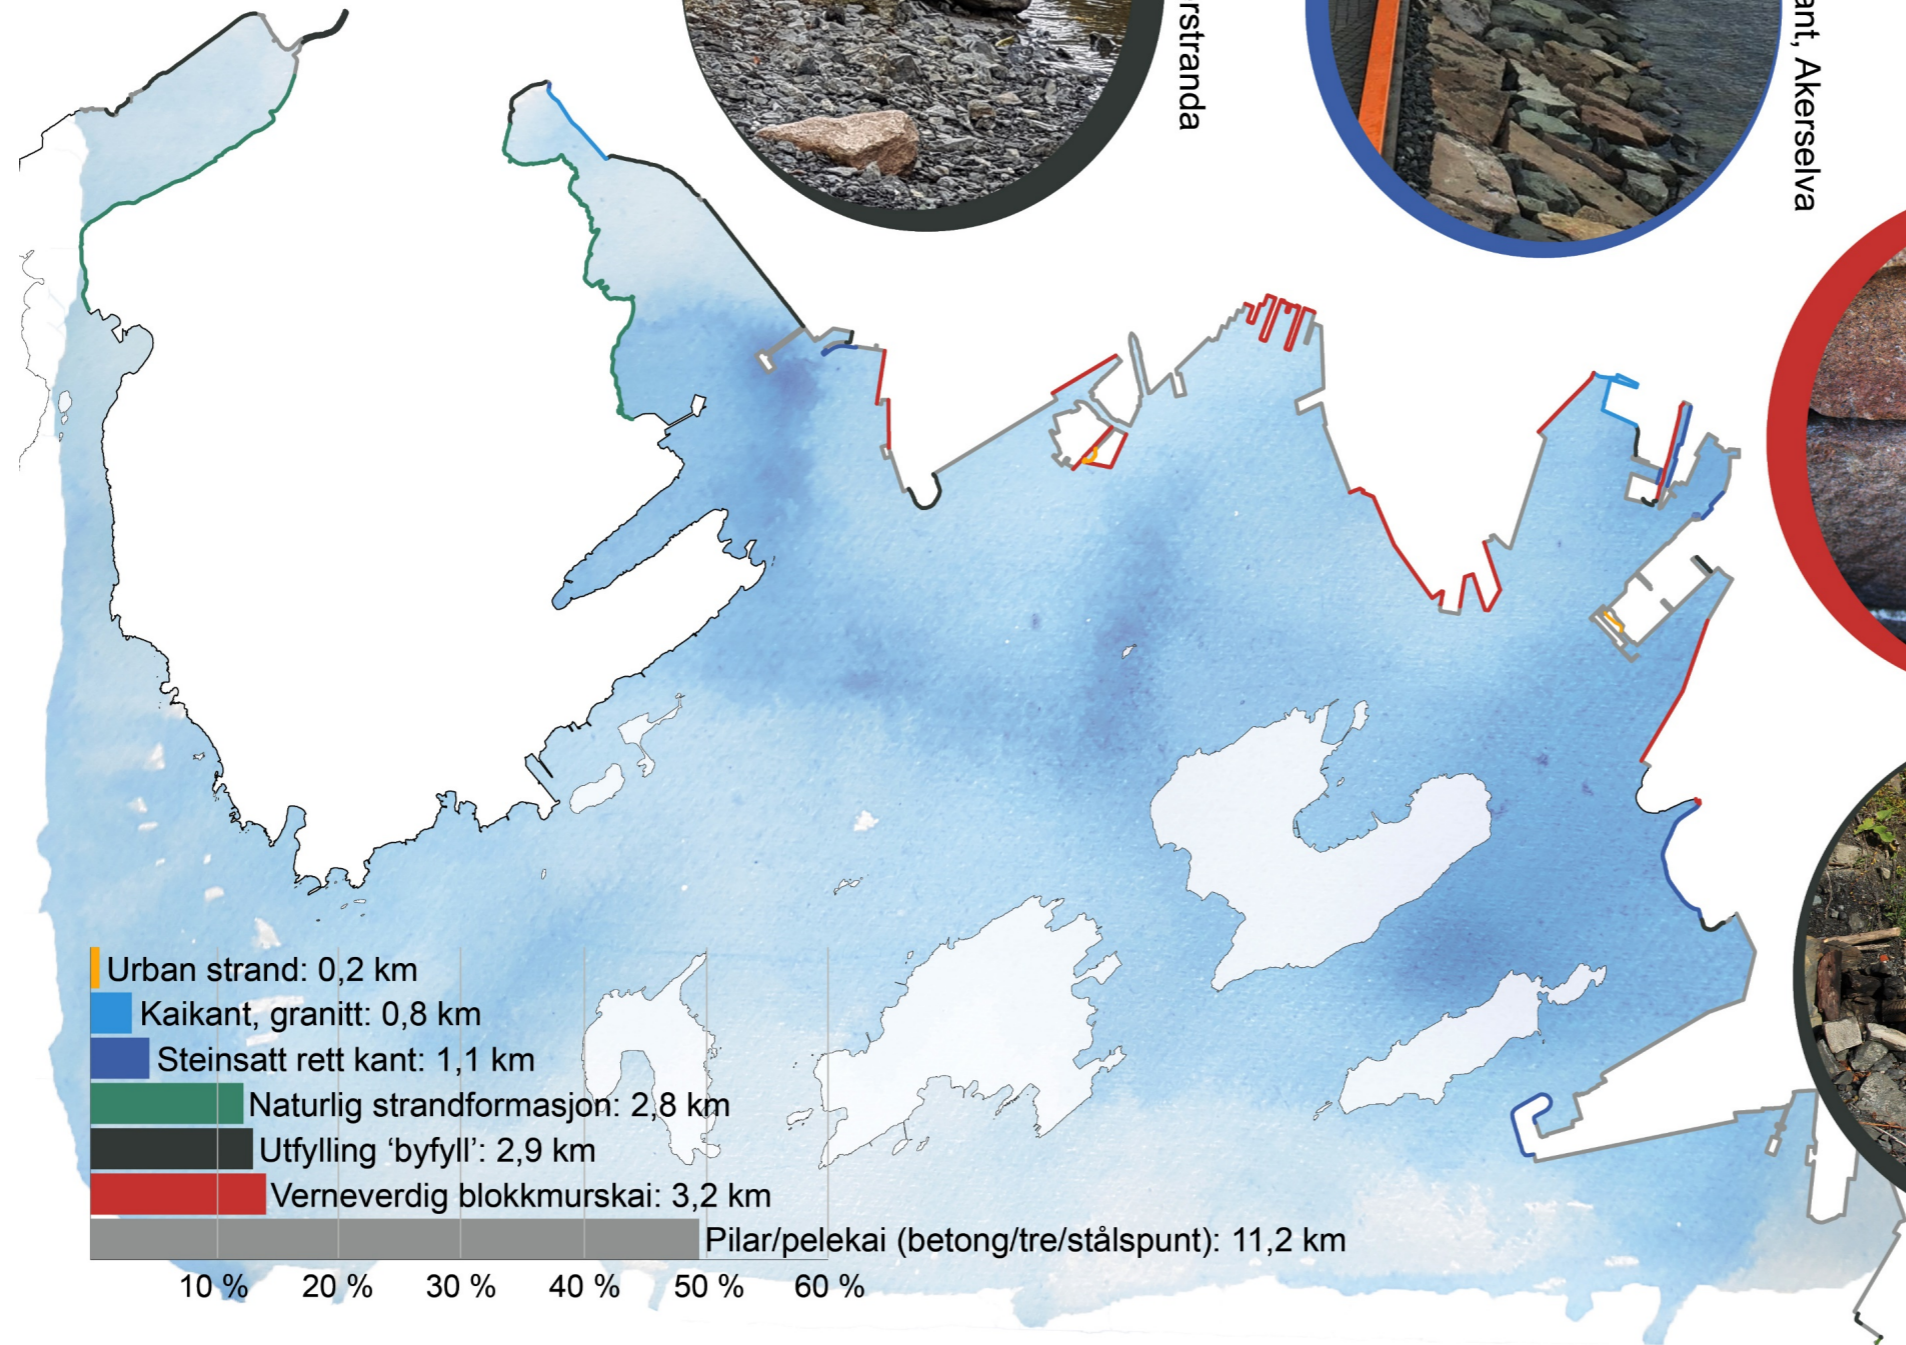 rstranda
ant, Akerselva
Urban strand: 0,2 km
Kaikant, granitt: 0,8 km
Steinsatt rett kant: 1,1 km
Naturlig strandformasjon: 2,8 km
Utfylling ‘byfyll’: 2,9 km
Verneverdig blokkmurskai: 3,2 km
Pilar/pelekai (betong/tre/stålspunt): 11,2 km
10 % 20 % 30 % 40 % 50 % 60 %